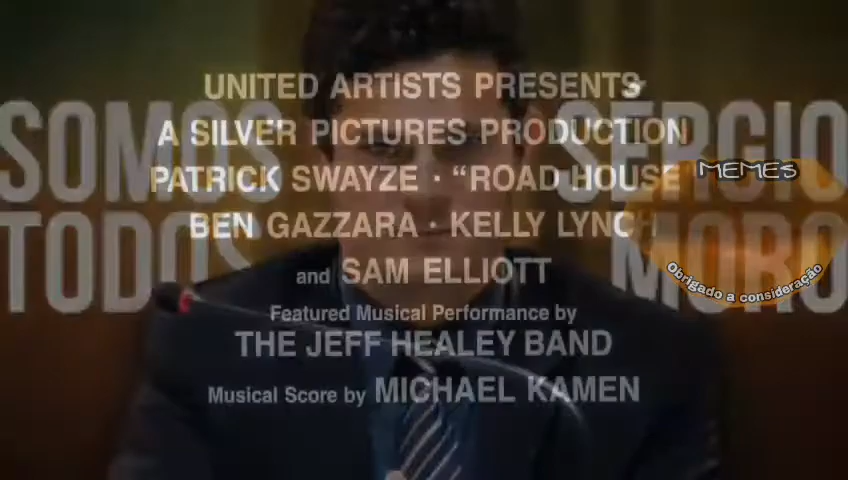 UNITED ARTISTS PRESENTS
A SILVER PICTURES PRODUCTION
PATRICK SWAYZE · “ROAD HOUSE
BEN GAZZARA · KELLY LYNCH
and SAM ELLIOTT
Featured Musical Performance by
THE JEFF HEALEY BAND
Musical Score by MICHAEL KAMEN
SOMOS
TODOS
SÉRGIO
MORO
MEMES
Obrigado a consideração